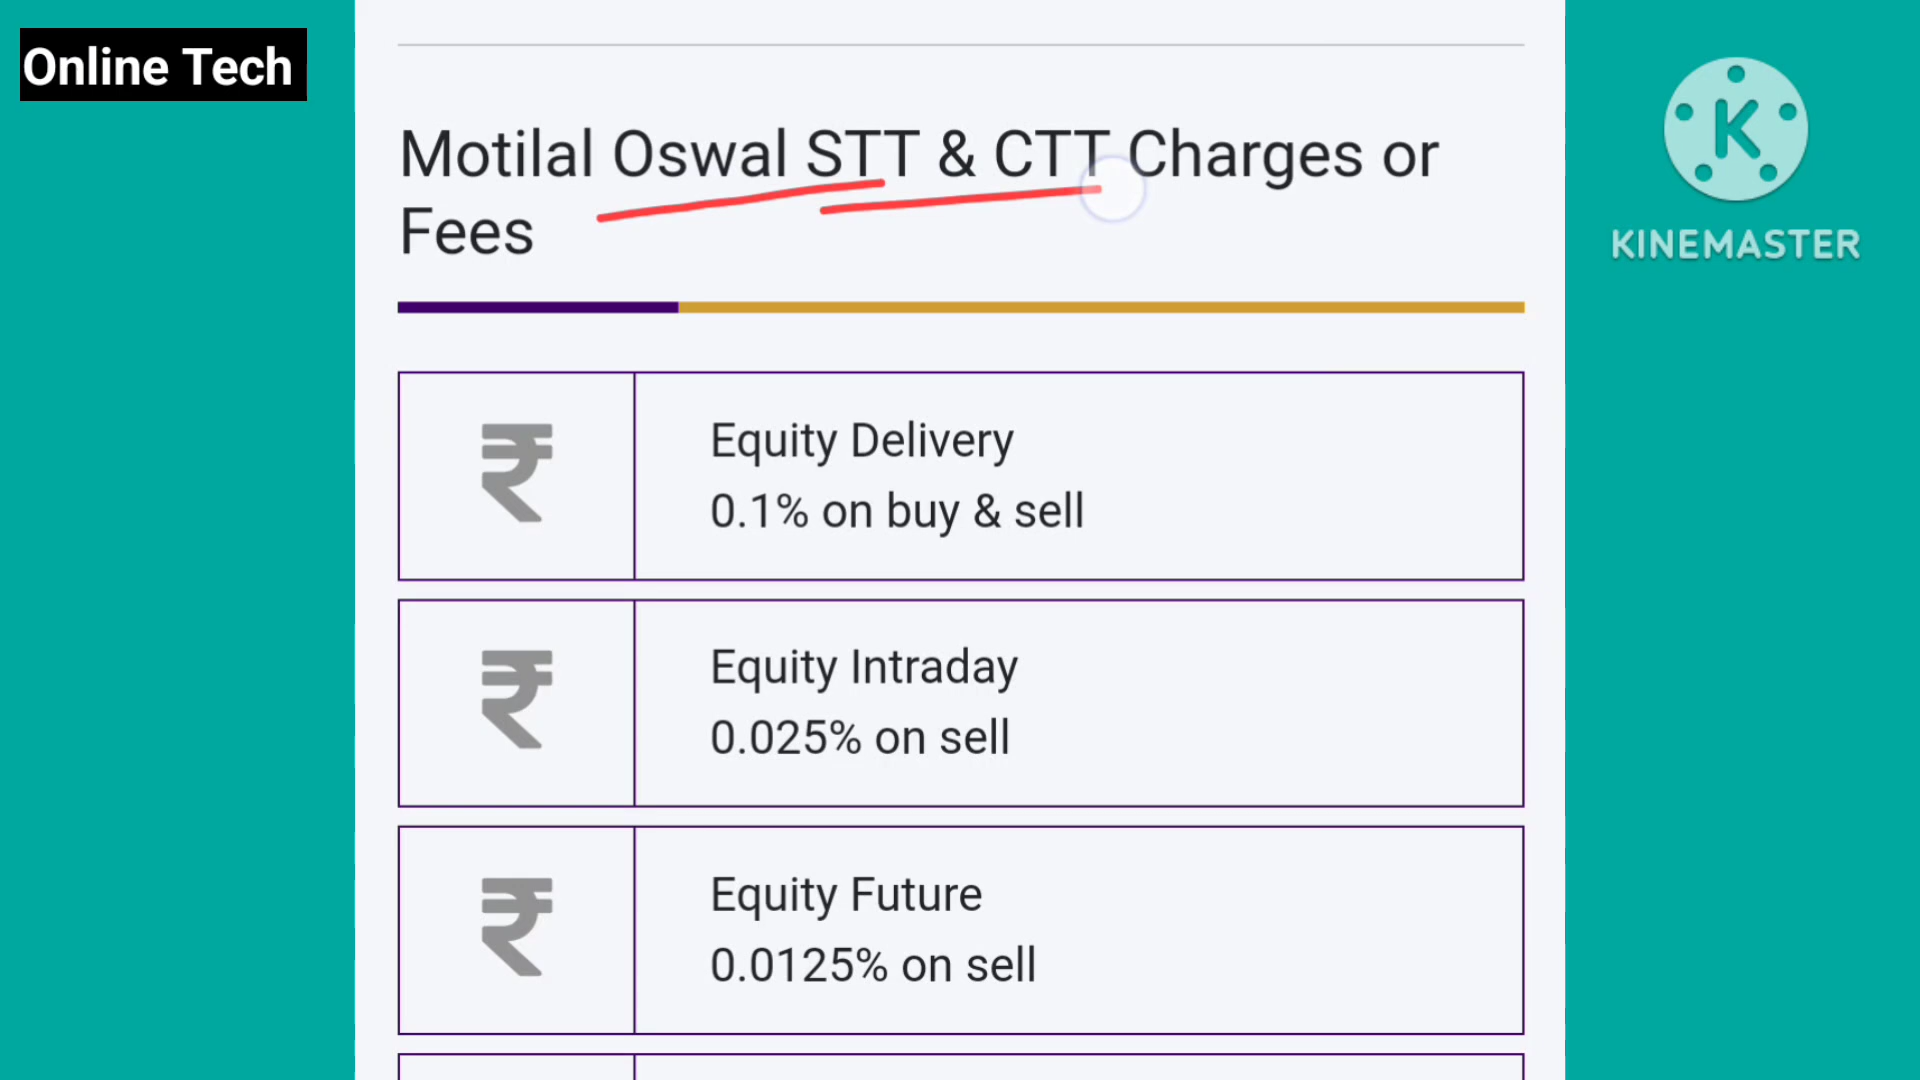 Online Tech
Motilal Oswal STT & CTT Charges or
Fees
K
KINEMASTER
₹
Equity Delivery
0.1% on buy & sell
₹
Equity Intraday
0.025% on sell
₹
Equity Future
0.0125% on sell